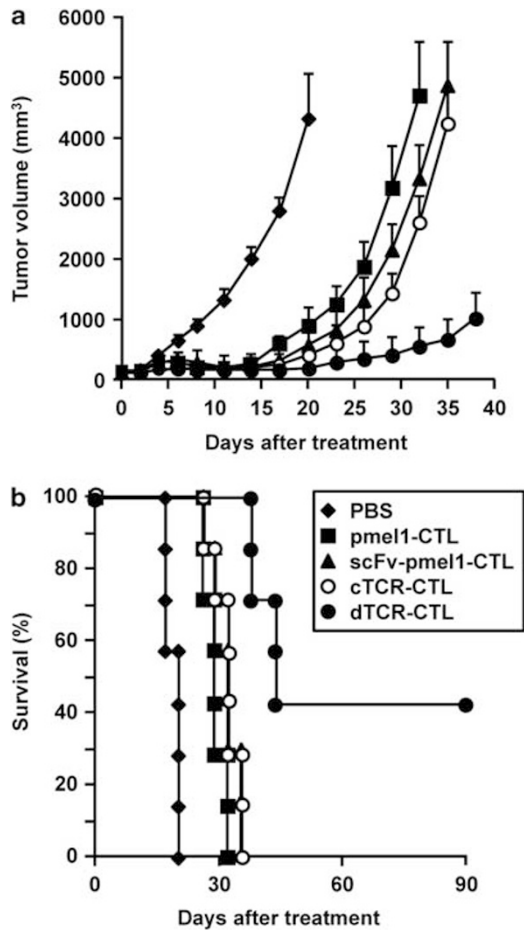 a
6000
5000
4000
3000
2000
1000
0
Tumor volume (mm³)
0 5 10 15 20 25 30 35 40
Days after treatment
b
100
80
60
40
20
0
Survival (%)
PBS
pmel1-CTL
scFv-pmel1-CTL
cTCR-CTL
dTCR-CTL
0 30 60 90
Days after treatment